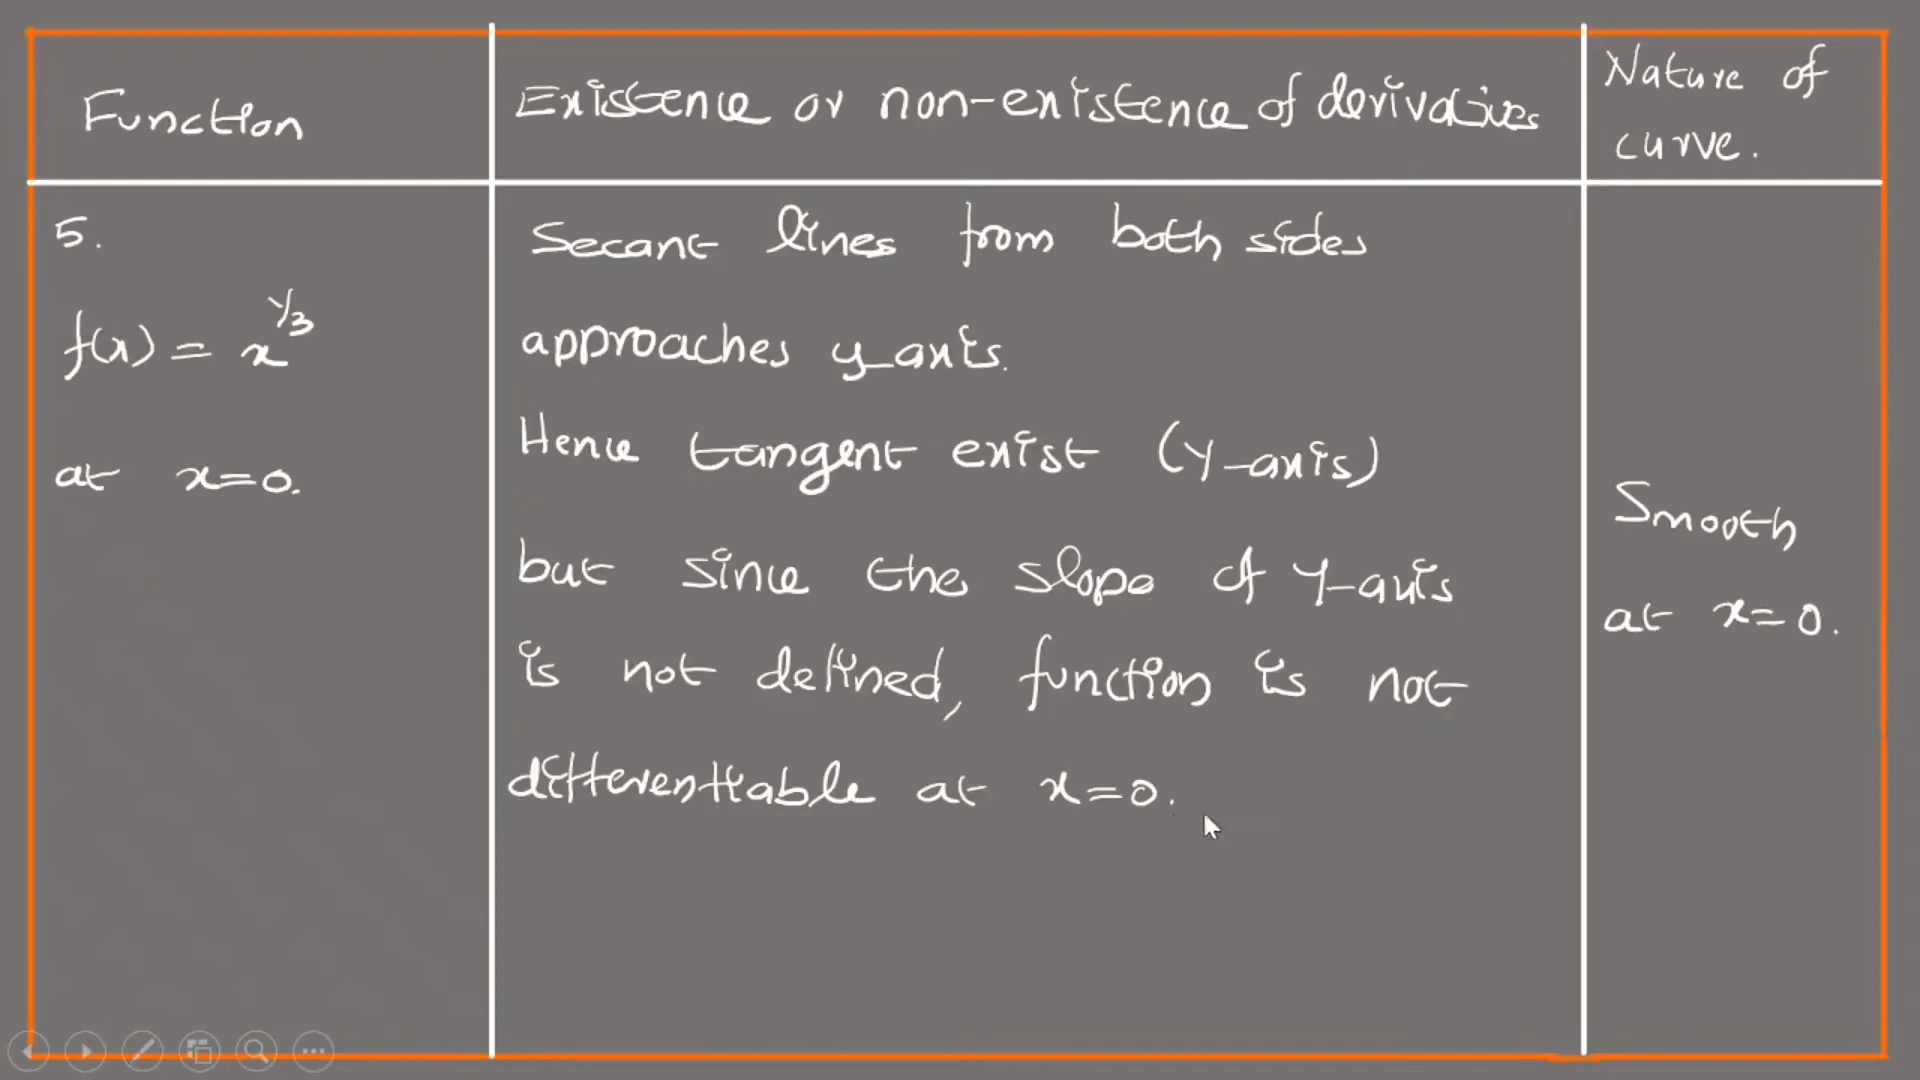 Function
Existence or non-existence of derivatives
Nature of
curve.
5.
f(x) = x^1/3
at x=0.
Secant lines from both sides
approaches y-axis.
Hence tangent exist (Y-axis)
but since the slope of Y-axis
is not defined, function is not
differentiable at x=0.
Smooth
at x=0.